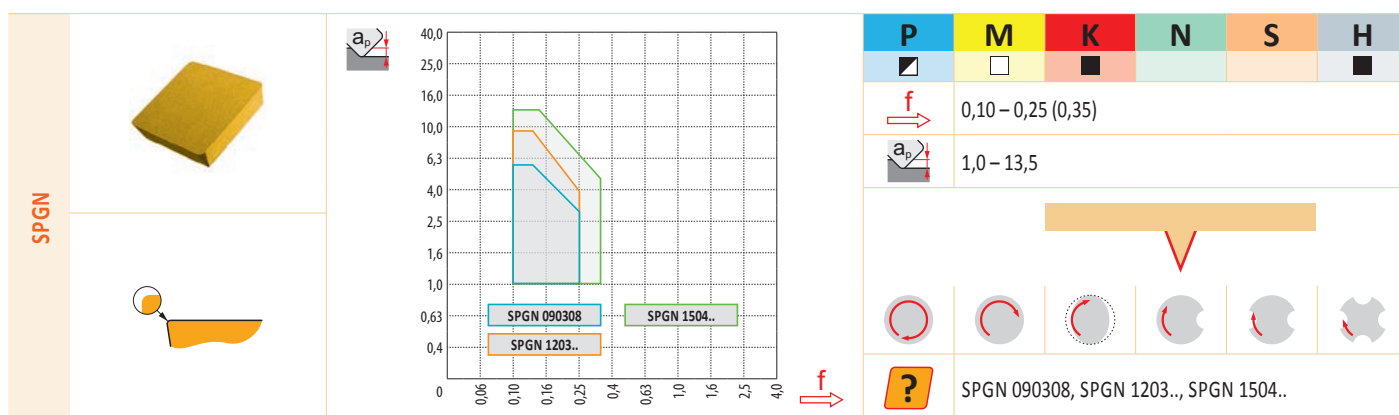 SPGN
ap
40,0
25,0
16,0
10,0
6,3
4,0
2,5
1,6
1,0
0,63
0,4
0
0,06
0,10
0,16
0,25
0,4
0,63
1,0
1,6
2,5
4,0
f
SPGN 090308
SPGN 1504..
SPGN 1203..
P M K N S H
f
0,10 – 0,25 (0,35)
ap
1,0 – 13,5
?
SPGN 090308, SPGN 1203.., SPGN 1504..